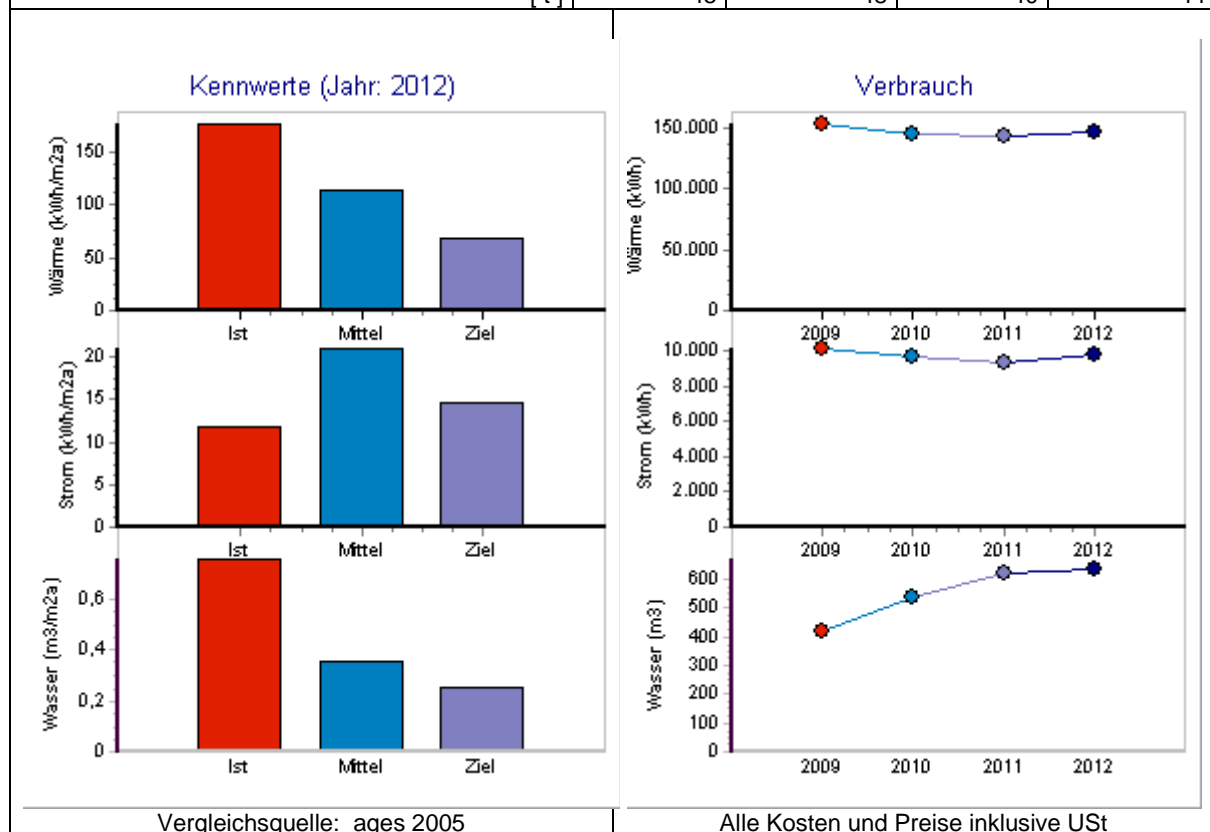 [ t ]
Kennwerte (Jahr: 2012)
Wärme (kWh/m2a)
150
100
50
0
Ist Mittel Ziel
Strom (kWh/m2a)
20
15
10
5
0
Ist Mittel Ziel
Wasser (m3/m2a)
0,6
0,4
0,2
0
Ist Mittel Ziel
Vergleichsquelle: ages 2005
Verbrauch
Wärme (kWh)
150.000
100.000
50.000
0
2009 2010 2011 2012
Strom (kWh)
10.000
8.000
6.000
4.000
2.000
0
2009 2010 2011 2012
Wasser (m3)
600
500
400
300
200
100
0
2009 2010 2011 2012
Alle Kosten und Preise inklusive USt